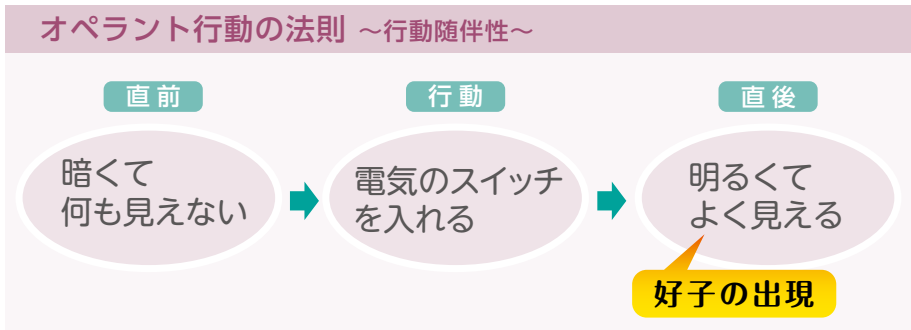 オペラント行動の法則 ～行動随伴性～
直前
行動
直後
暗くて
何も見えない
電気のスイッチ
を入れる
明るくて
よく見える
好子の出現